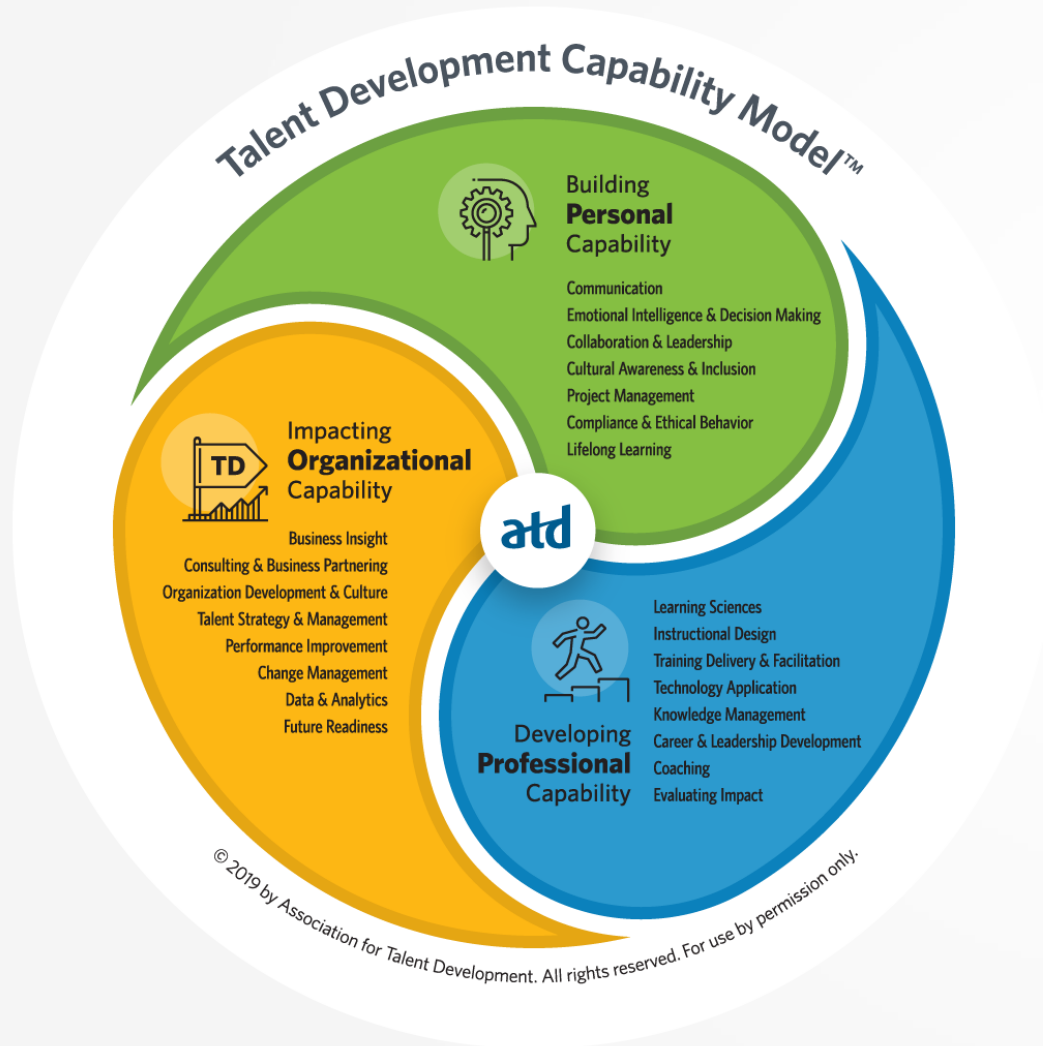 Talent Development Capability Model™
Building
Personal
Capability
Communication
Emotional Intelligence & Decision Making
Collaboration & Leadership
Cultural Awareness & Inclusion
Project Management
Compliance & Ethical Behavior
Lifelong Learning
TD
Impacting
Organizational
Capability
Business Insight
Consulting & Business Partnering
Organization Development & Culture
Talent Strategy & Management
Performance Improvement
Change Management
Data & Analytics
Future Readiness
atd
Developing
Professional
Capability
Learning Sciences
Instructional Design
Training Delivery & Facilitation
Technology Application
Knowledge Management
Career & Leadership Development
Coaching
Evaluating Impact
© 2019 by Association for Talent Development. All rights reserved. For use by permission only.